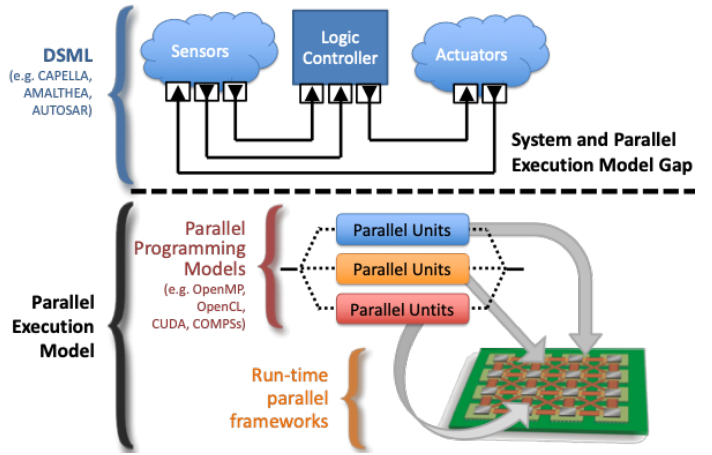 DSML
(e.g. CAPELLA,
AMALTHEA,
AUTOSAR)
Sensors
Logic
Controller
Actuators
System and Parallel
Execution Model Gap
Parallel
Execution
Model
Parallel
Programming
Models
(e.g. OpenMP,
OpenCL,
CUDA, COMPSs)
Parallel Units
Parallel Units
Parallel Untits
Run-time
parallel
frameworks